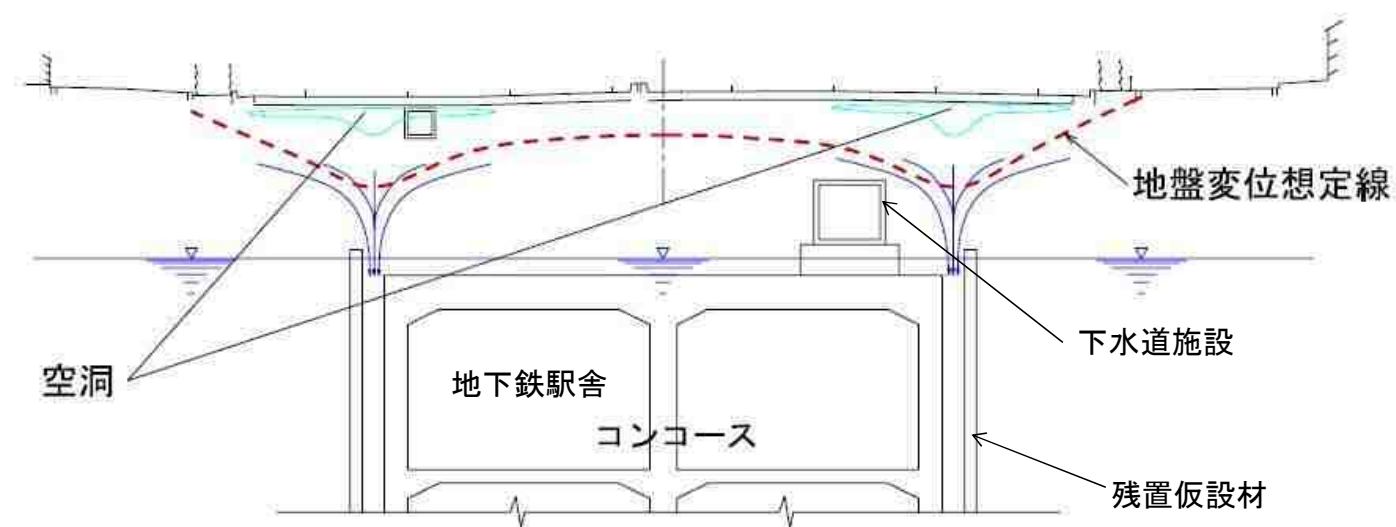 地盤変位想定線
下水道施設
空洞
地下鉄駅舎
コンコース
残置仮設材